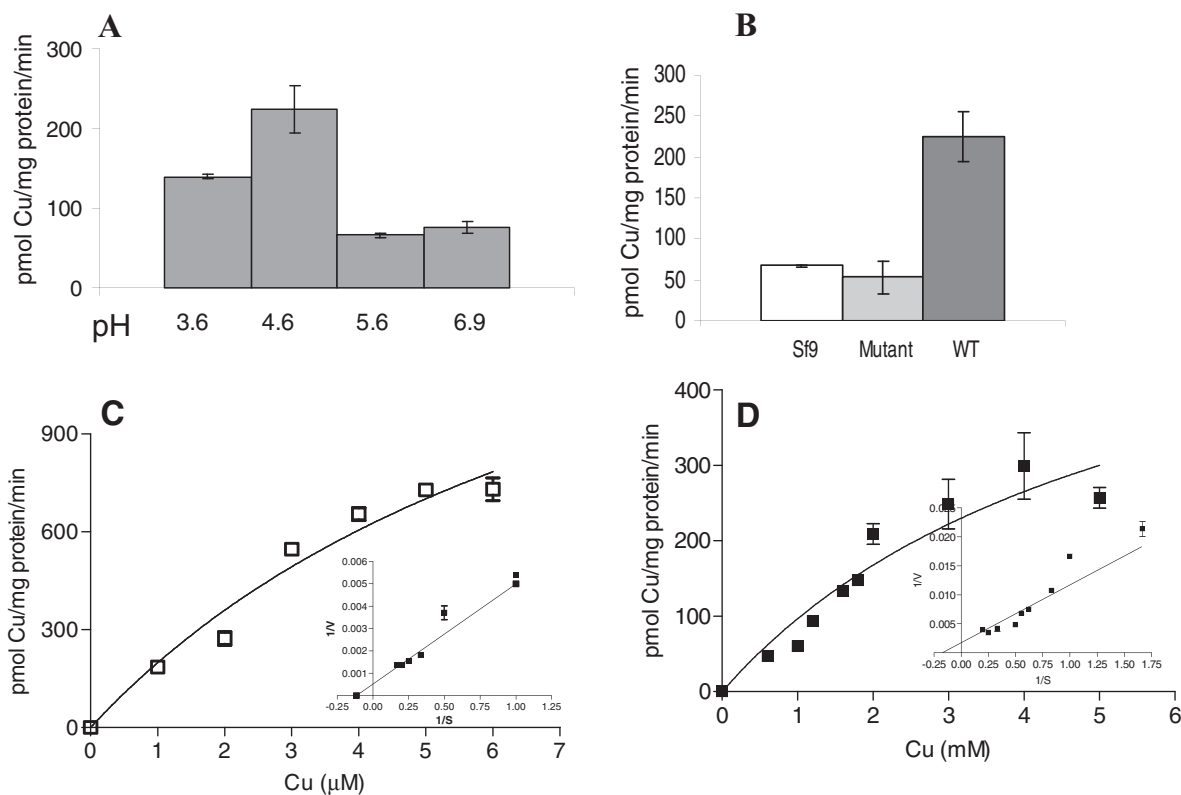 A
pmol Cu/mg protein/min
300
200
100
0
pH
3.6 4.6 5.6 6.9
B
pmol Cu/mg protein/min
300
250
200
150
100
50
0
Sf9 Mutant WT
C
pmol Cu/mg protein/min
900
600
300
0
0 1 2 3 4 5 6 7
Cu (μM)
1/V
0.006
0.005
0.004
0.003
0.002
0.001
-0.25 0.00 0.25 0.50 0.75 1.00 1.25
1/S
D
pmol Cu/mg protein/min
400
300
200
100
0
0 1 2 3 4 5 6
Cu (mM)
1/V
0.025
0.020
0.015
0.010
0.005
-0.25 0.00 0.25 0.50 0.75 1.00 1.25 1.50 1.75
1/S